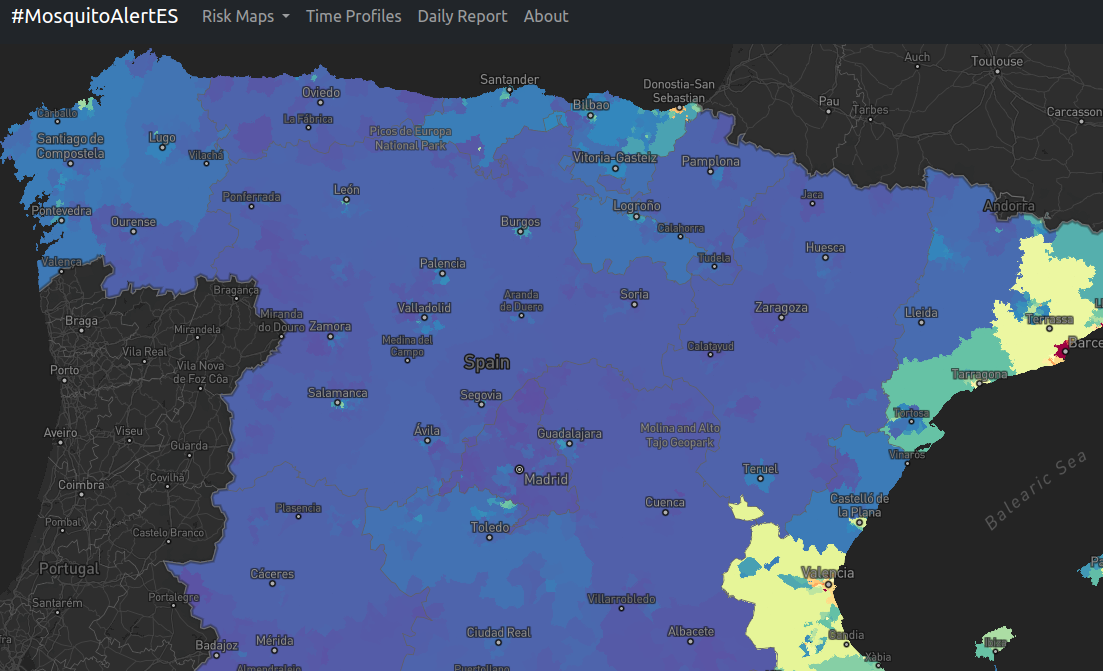 #MosquitoAlertES Risk Maps Time Profiles Daily Report About
Auch
Toulouse
Santander
Donostia-San
Sebastian
Oviedo
Pau
Bilbao
Tarbes
Carcasson
Carballo
La Fábrica
Picos de Europa
National Park
Santiago de
Compostela
Lugo
Vilachá
Vitoria-Gasteiz
Pamplona
León
Jaca
Ponferrada
Logroño
Andorra
Pontevedra
Ourense
Burgos
Calahorra
Huesca
Valença
Palencia
Tudela
Bragança
Aranda
de Duero
Soria
Valladolid
Zaragoza
Lleida
Miranda
do Douro
Zamora
Terrassa
Braga
Mirandela
Medina del
Campo
Calatayud
Barce
Vila Real
Spain
Porto
Vila Nova
de Foz Côa
Tarragona
Salamanca
Segovia
Tortosa
Aveiro
Viseu
Ávila
Guadalajara
Molina and Alto
Tajo Geopark
Guarda
Vinaròs
Madrid
Teruel
Balearic Sea
Coimbra
Covilhã
Cuenca
Castelló de
la Plana
Plasencia
Pombal
Toledo
Castelo Branco
Portugal
Cáceres
Valencia
Pa
Santarém
Portalegre
Villarrobledo
Badajoz
Mérida
Ciudad Real
Albacete
Gandia
Xàbia
Almendralejo
Puertollano